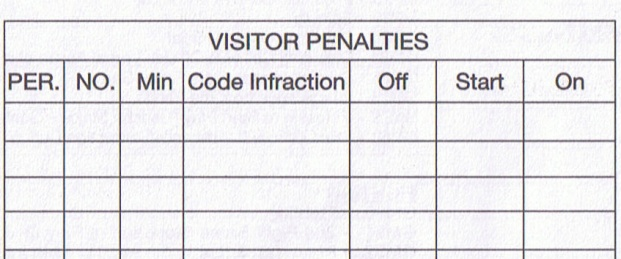 VISITOR PENALTIES
PER. NO. Min Code Infraction Off Start On